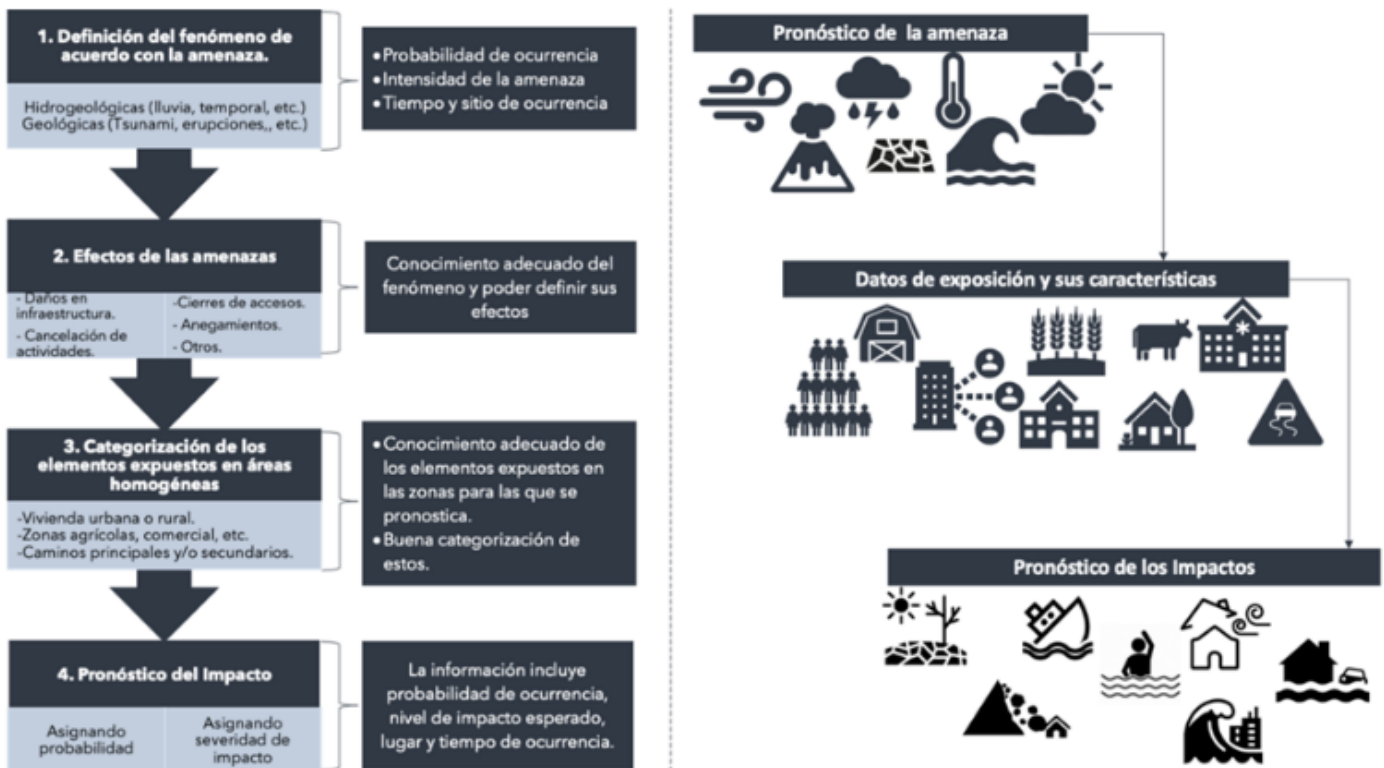 1. Definición del fenómeno de
acuerdo con la amenaza.
Hidrogeológicas (lluvia, temporal, etc.)
Geológicas (Tsunami, erupciones,, etc.)
•Probabilidad de ocurrencia
•Intensidad de la amenaza
•Tiempo y sitio de ocurrencia
2. Efectos de las amenazas
- Daños en
infraestructura.
- Cancelación de
actividades.
-Cierres de accesos.
- Anegamientos.
- Otros.
Conocimiento adecuado del
fenómeno y poder definir sus
efectos
3. Categorización de los
elementos expuestos en áreas
homogéneas
-Vivienda urbana o rural.
-Zonas agrícolas, comercial, etc.
-Caminos principales y/o secundarios.
•Conocimiento adecuado de
los elementos expuestos en
las zonas para las que se
pronostica.
•Buena categorización de
estos.
4. Pronóstico del Impacto
Asignando
probabilidad
Asignando
severidad de
impacto
La información incluye
probabilidad de ocurrencia,
nivel de impacto esperado,
lugar y tiempo de ocurrencia.
Pronóstico de la amenaza
Datos de exposición y sus características
Pronóstico de los Impactos